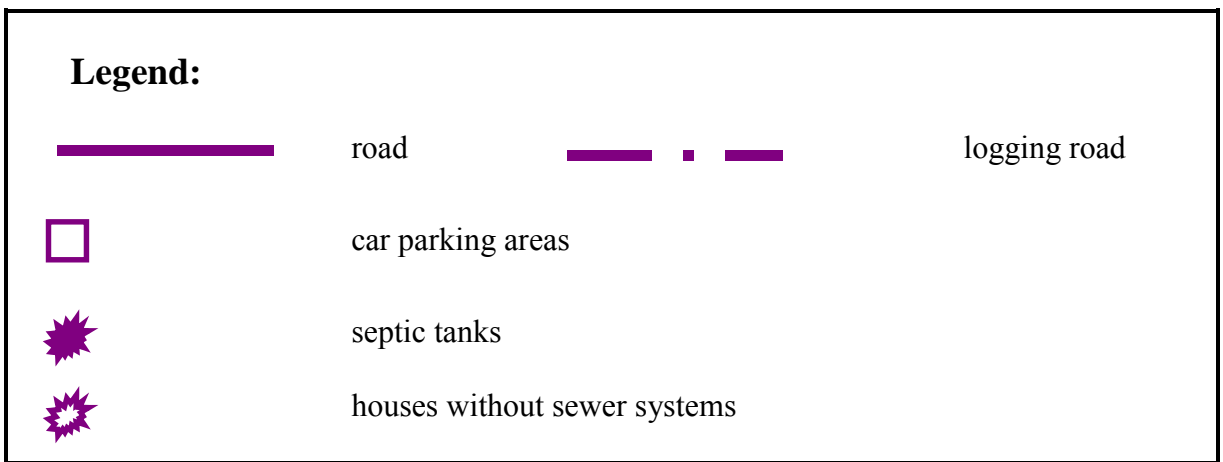 Legend:
road logging road
car parking areas
septic tanks
houses without sewer systems